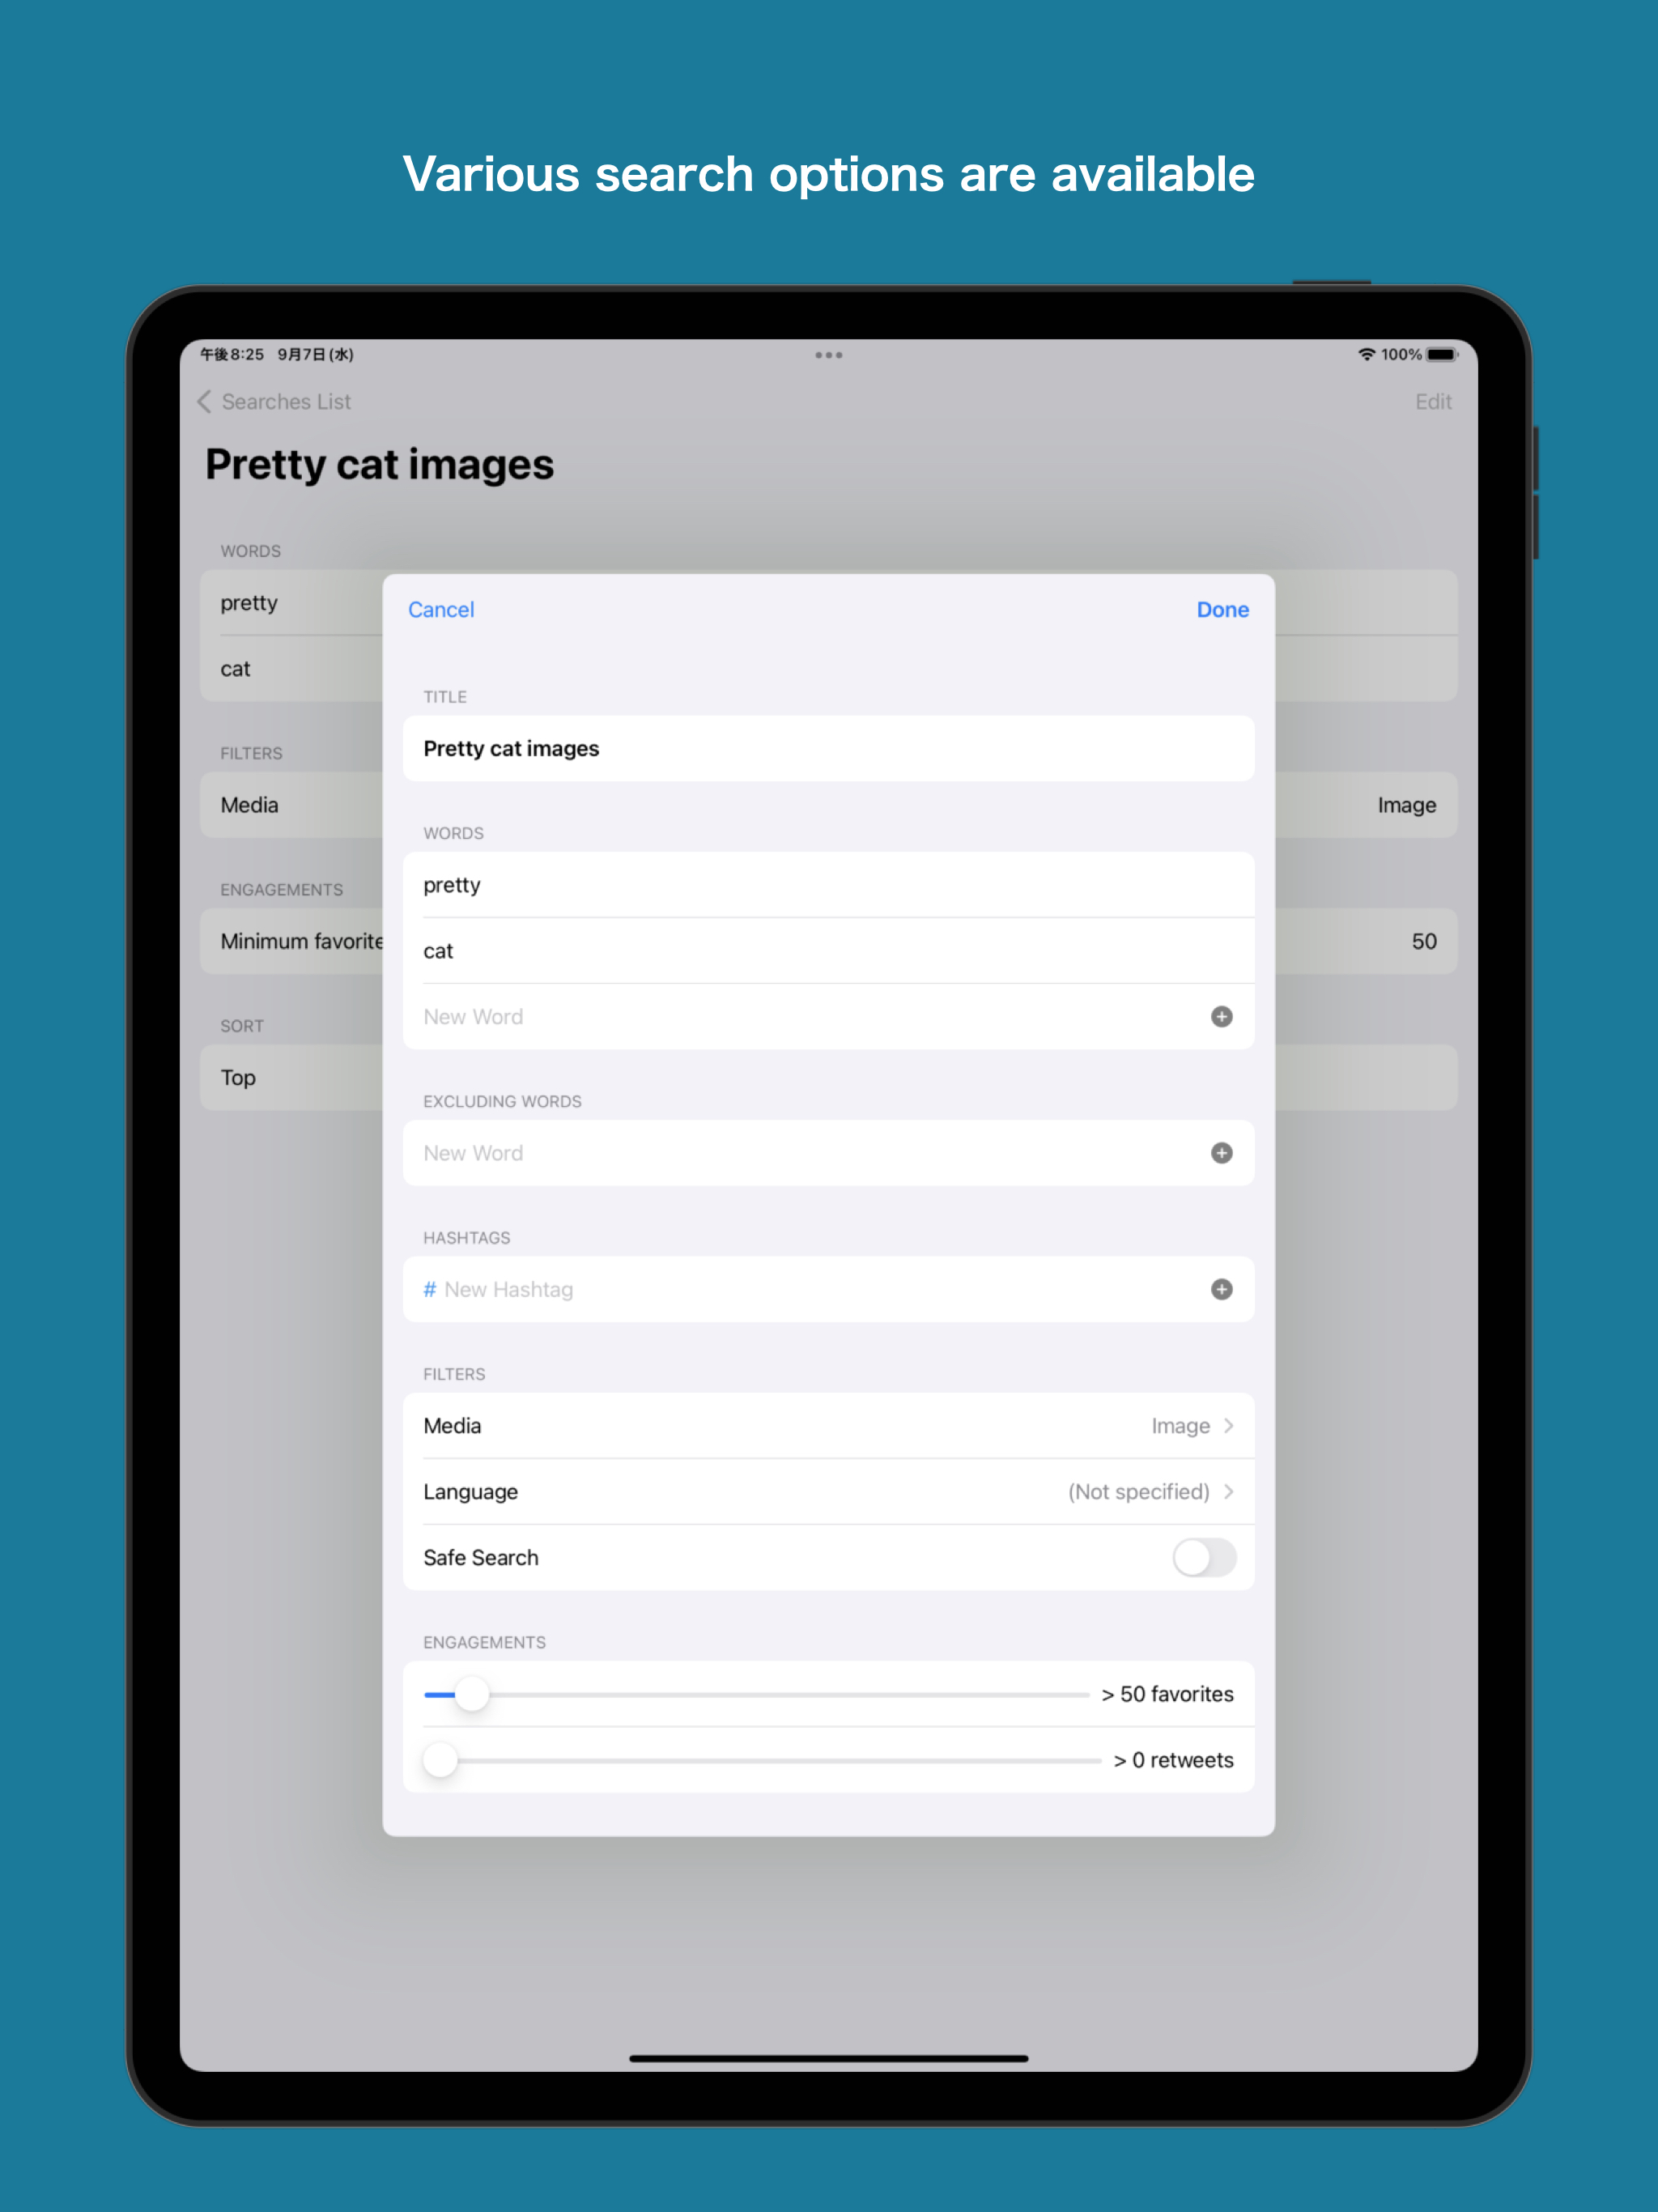 Various search options are available
午後8:25 9月7日(水)
100%
Searches List
Edit
Pretty cat images
WORDS
pretty
cat
FILTERS
Media
Image
ENGAGEMENTS
Minimum favorite
50
SORT
Top
Cancel
Done
TITLE
Pretty cat images
WORDS
pretty
cat
New Word
EXCLUDING WORDS
New Word
HASHTAGS
# New Hashtag
FILTERS
Media Image
Language (Not specified)
Safe Search
ENGAGEMENTS
> 50 favorites
> 0 retweets